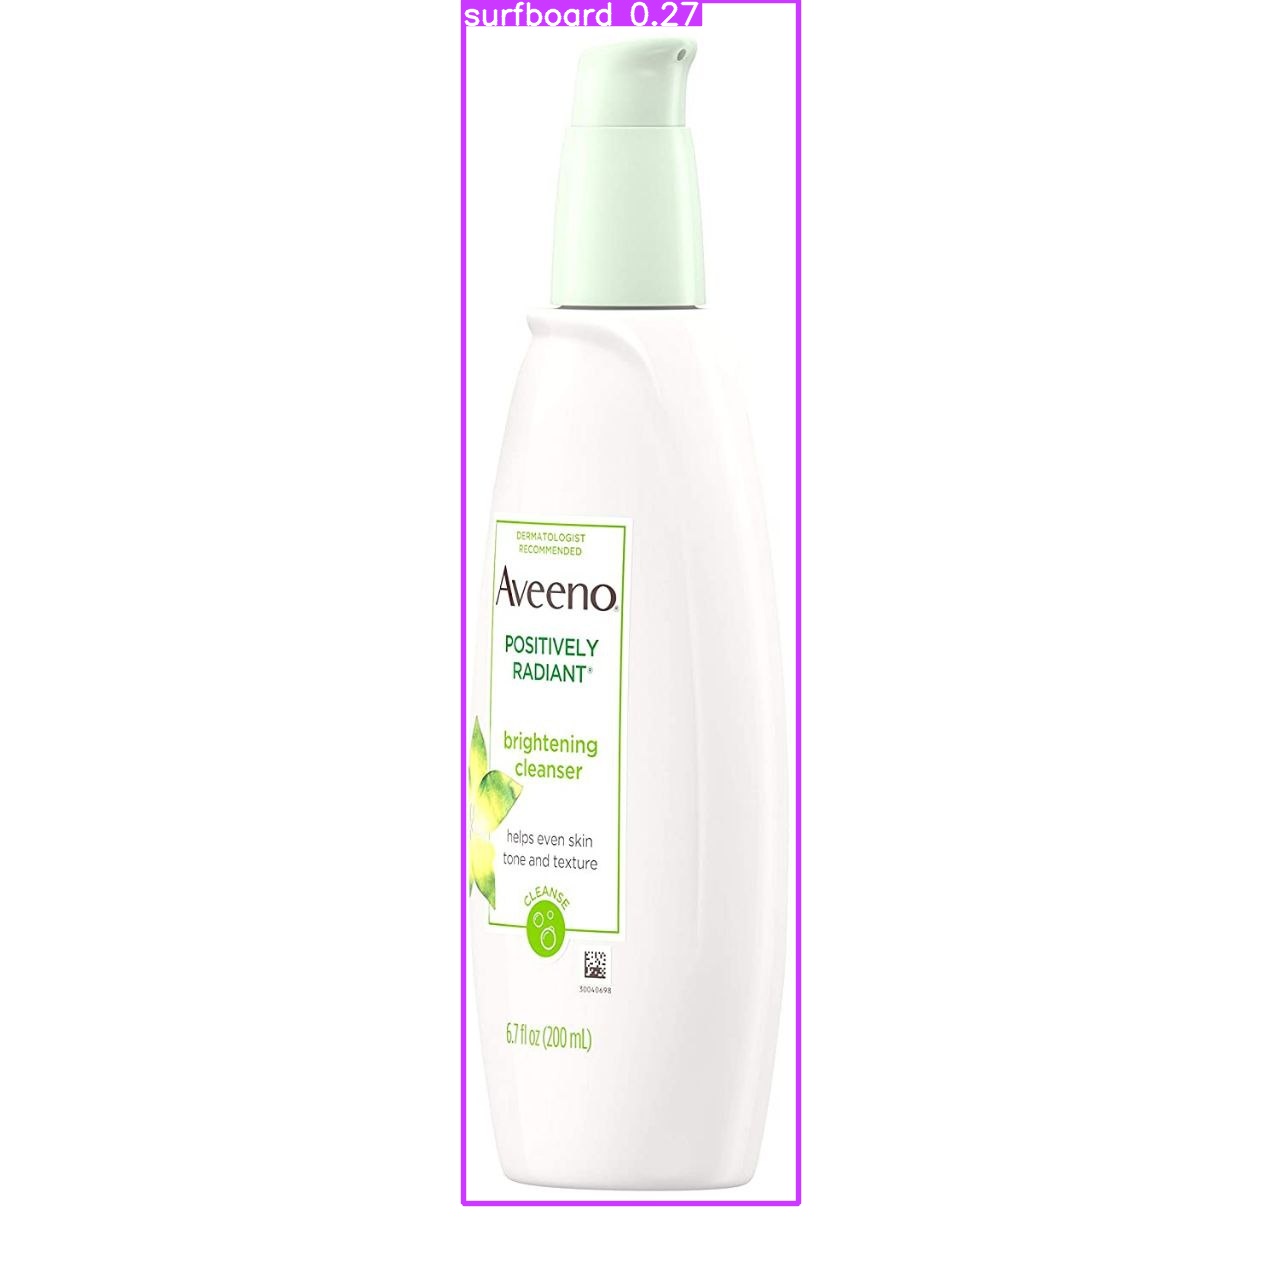 surfboard 0.27
DERMATOLOGIST
RECOMMENDED
Aveeno®
POSITIVELY
RADIANT®
brightening
cleanser
helps even skin
tone and texture
CLEANSE
30040698
6.7 fl oz (200 mL)